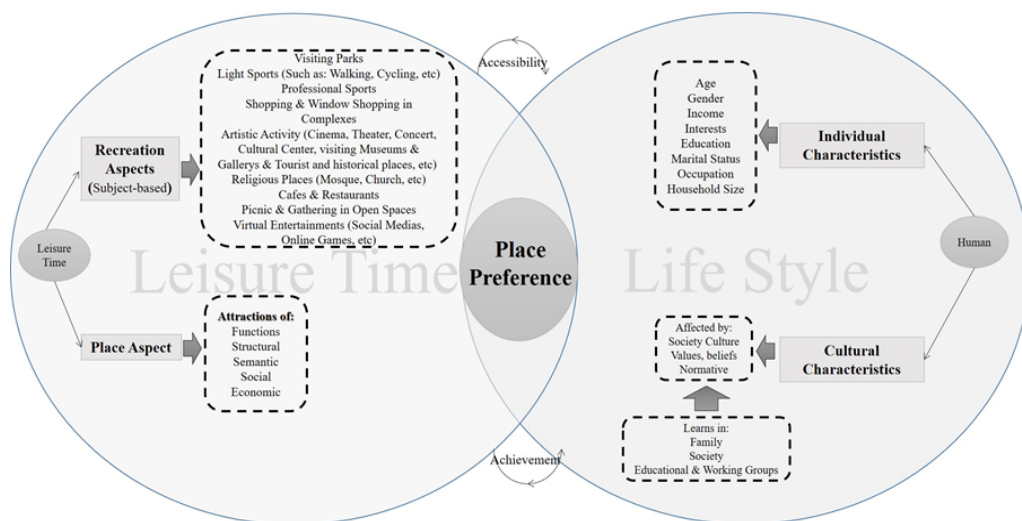 Accessibility
Visiting Parks
Light Sports (Such as: Walking, Cycling, etc)
Professional Sports
Shopping & Window Shopping in
Complexes
Artistic Activity (Cinema, Theater, Concert,
Cultural Center, visiting Museums &
Gallerys & Tourist and historical places, etc)
Religious Places (Mosque, Church, etc)
Cafes & Restaurants
Picnic & Gathering in Open Spaces
Virtual Entertainments (Social Medias,
Online Games, etc)
Recreation
Aspects
(Subject-based)
Leisure
Time
Leisure Time
Place Aspect
Attractions of:
Functions
Structural
Semantic
Social
Economic
Place
Preference
Age
Gender
Income
Interests
Education
Marital Status
Occupation
Household Size
Individual
Characteristics
Human
Life Style
Affected by:
Society Culture
Values, beliefs
Normative
Cultural
Characteristics
Learns in:
Family
Society
Educational & Working Groups
Achievement